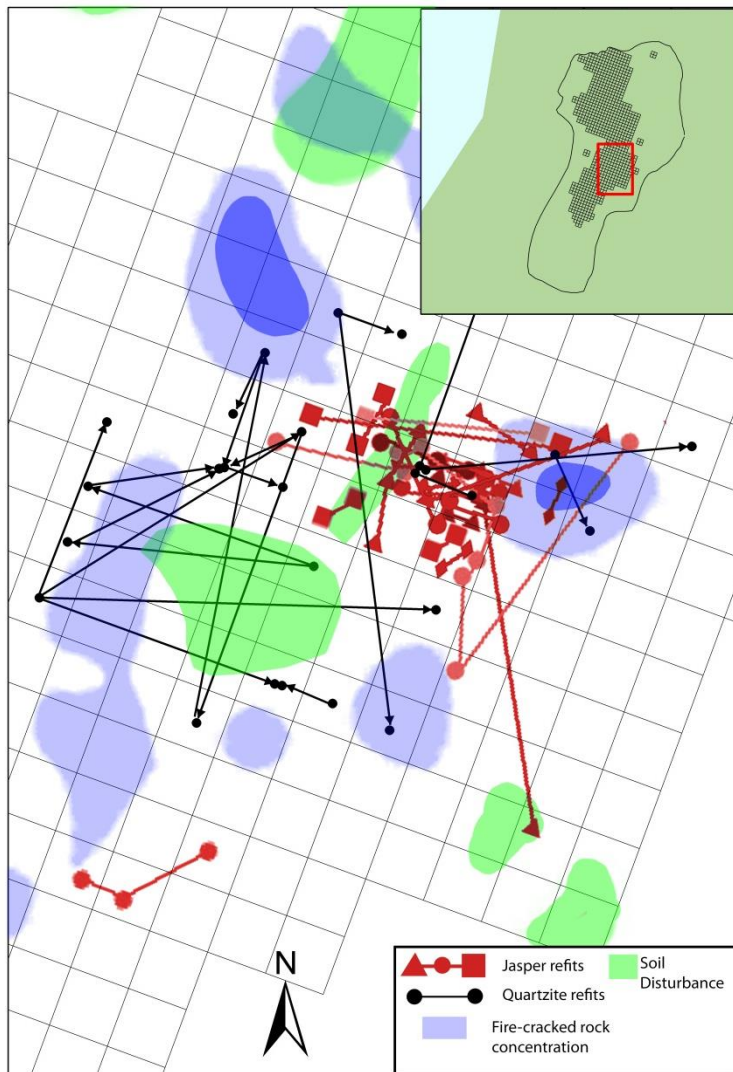 N
Jasper refits
Soil
Disturbance
Quartzite refits
Fire-cracked rock
concentration